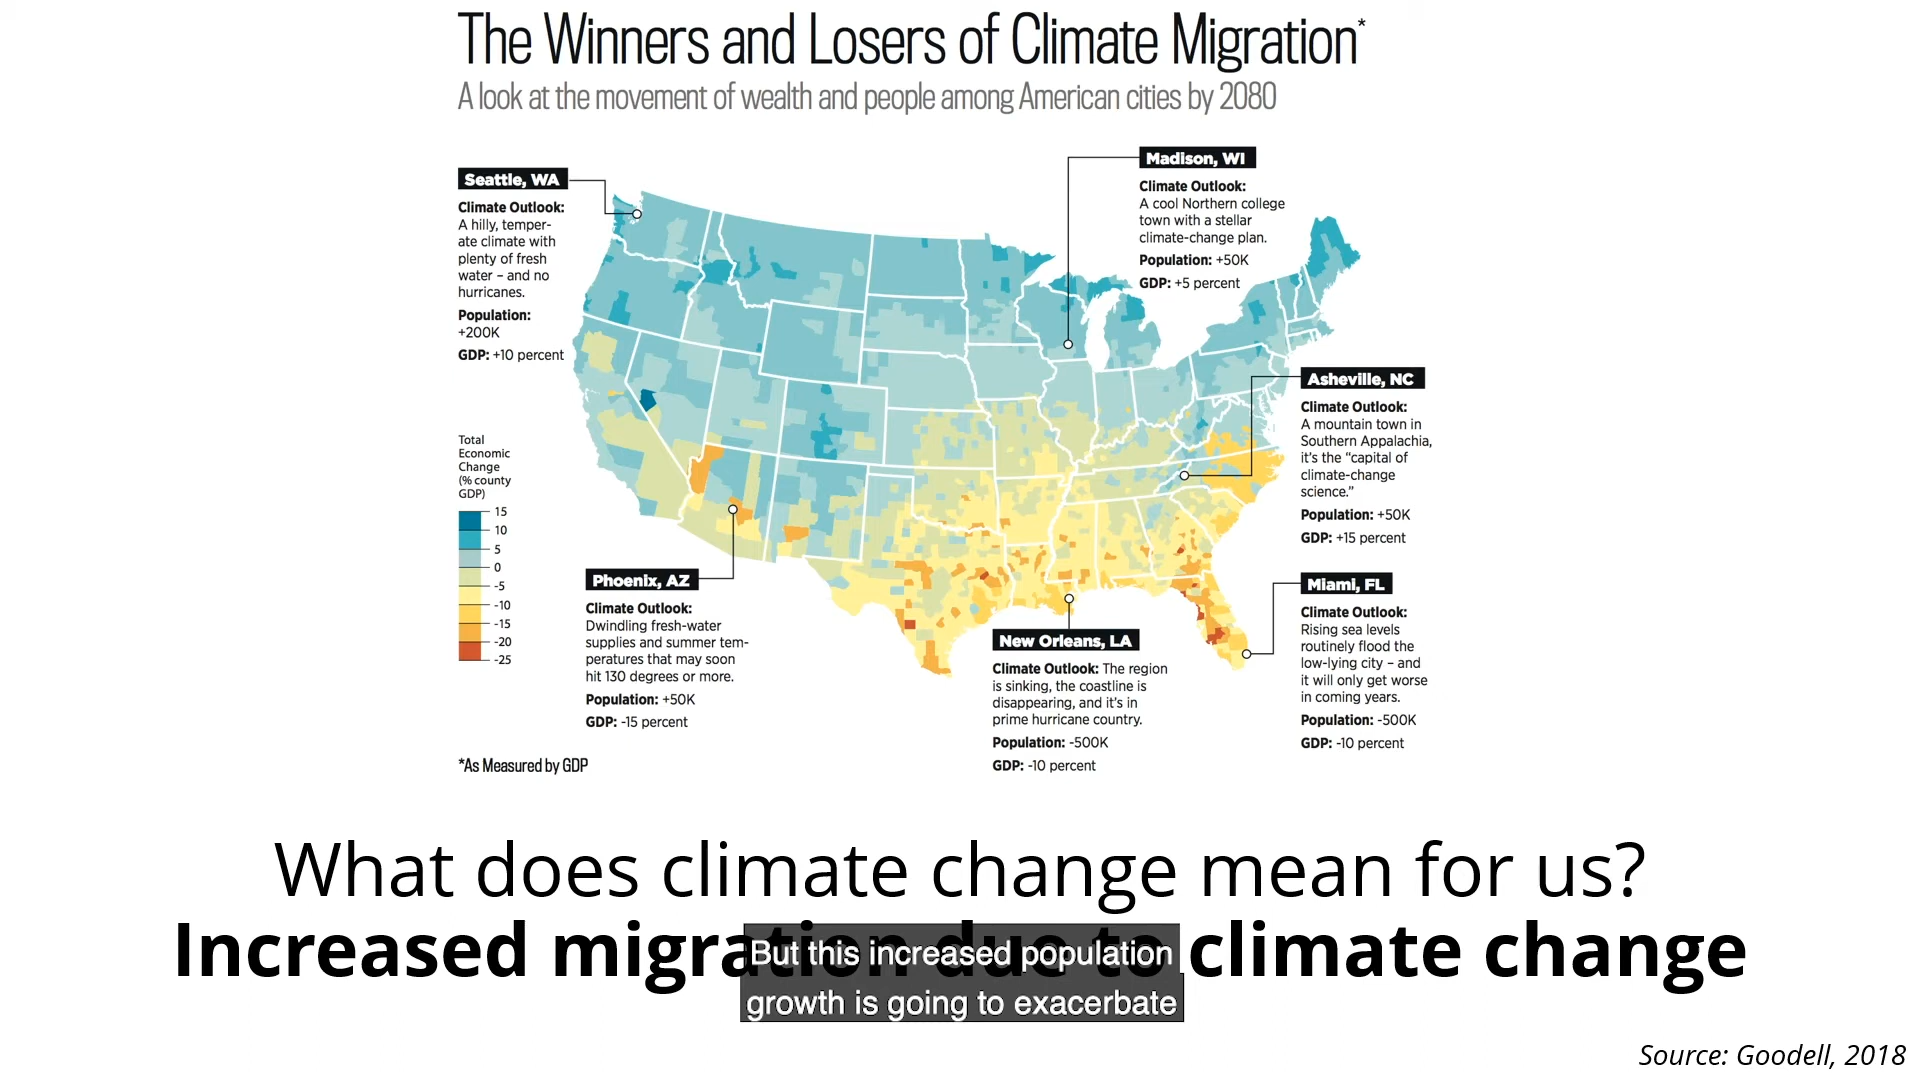 The Winners and Losers of Climate Migration*
A look at the movement of wealth and people among American cities by 2080
Seattle, WA
Climate Outlook:
A hilly, temper-
ate climate with
plenty of fresh
water – and no
hurricanes.
Population:
+200K
GDP: +10 percent
Madison, WI
Climate Outlook:
A cool Northern college
town with a stellar
climate-change plan.
Population: +50K
GDP: +5 percent
Asheville, NC
Climate Outlook:
A mountain town in
Southern Appalachia,
it's the “capital of
climate-change
science.”
Population: +50K
GDP: +15 percent
Total
Economic
Change
(% county
GDP)
15
10
5
0
-5
-10
-15
-20
-25
Phoenix, AZ
Climate Outlook:
Dwindling fresh-water
supplies and summer tem-
peratures that may soon
hit 130 degrees or more.
Population: +50K
GDP: -15 percent
New Orleans, LA
Climate Outlook: The region
is sinking, the coastline is
disappearing, and it's in
prime hurricane country.
Population: -500K
GDP: -10 percent
Miami, FL
Climate Outlook:
Rising sea levels
routinely flood the
low-lying city – and
it will only get worse
in coming years.
Population: -500K
GDP: -10 percent
*As Measured by GDP
What does climate change mean for us?
Increased migration due to climate change
But this increased population
growth is going to exacerbate
Source: Goodell, 2018